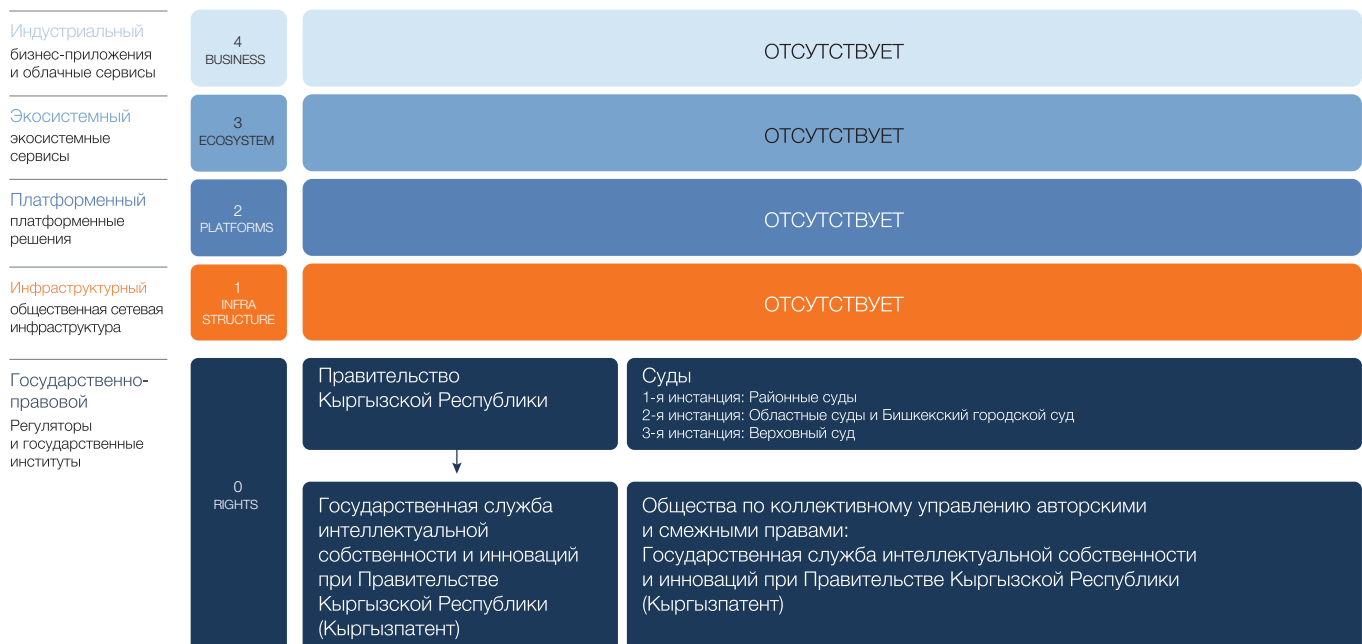 Индустриальный
бизнес-приложения
и облачные сервисы
4
BUSINESS
ОТСУТСТВУЕТ
Экосистемный
экосистемные
сервисы
3
ECOSYSTEM
ОТСУТСТВУЕТ
Платформенный
платформенные
решения
2
PLATFORMS
ОТСУТСТВУЕТ
Инфраструктурный
общественная сетевая
инфраструктура
1
INFRA
STRUCTURE
ОТСУТСТВУЕТ
Государственно-
правовой
Регуляторы
и государственные
институты
0
RIGHTS
Правительство
Кыргызской Республики
Суды
1-я инстанция: Районные суды
2-я инстанция: Областные суды и Бишкекский городской суд
3-я инстанция: Верховный суд
Государственная служба
интеллектуальной
собственности и инноваций
при Правительстве
Кыргызской Республики
(Кыргызпатент)
Общества по коллективному управлению авторскими
и смежными правами:
Государственная служба интеллектуальной собственности
и инноваций при Правительстве Кыргызской Республики
(Кыргызпатент)